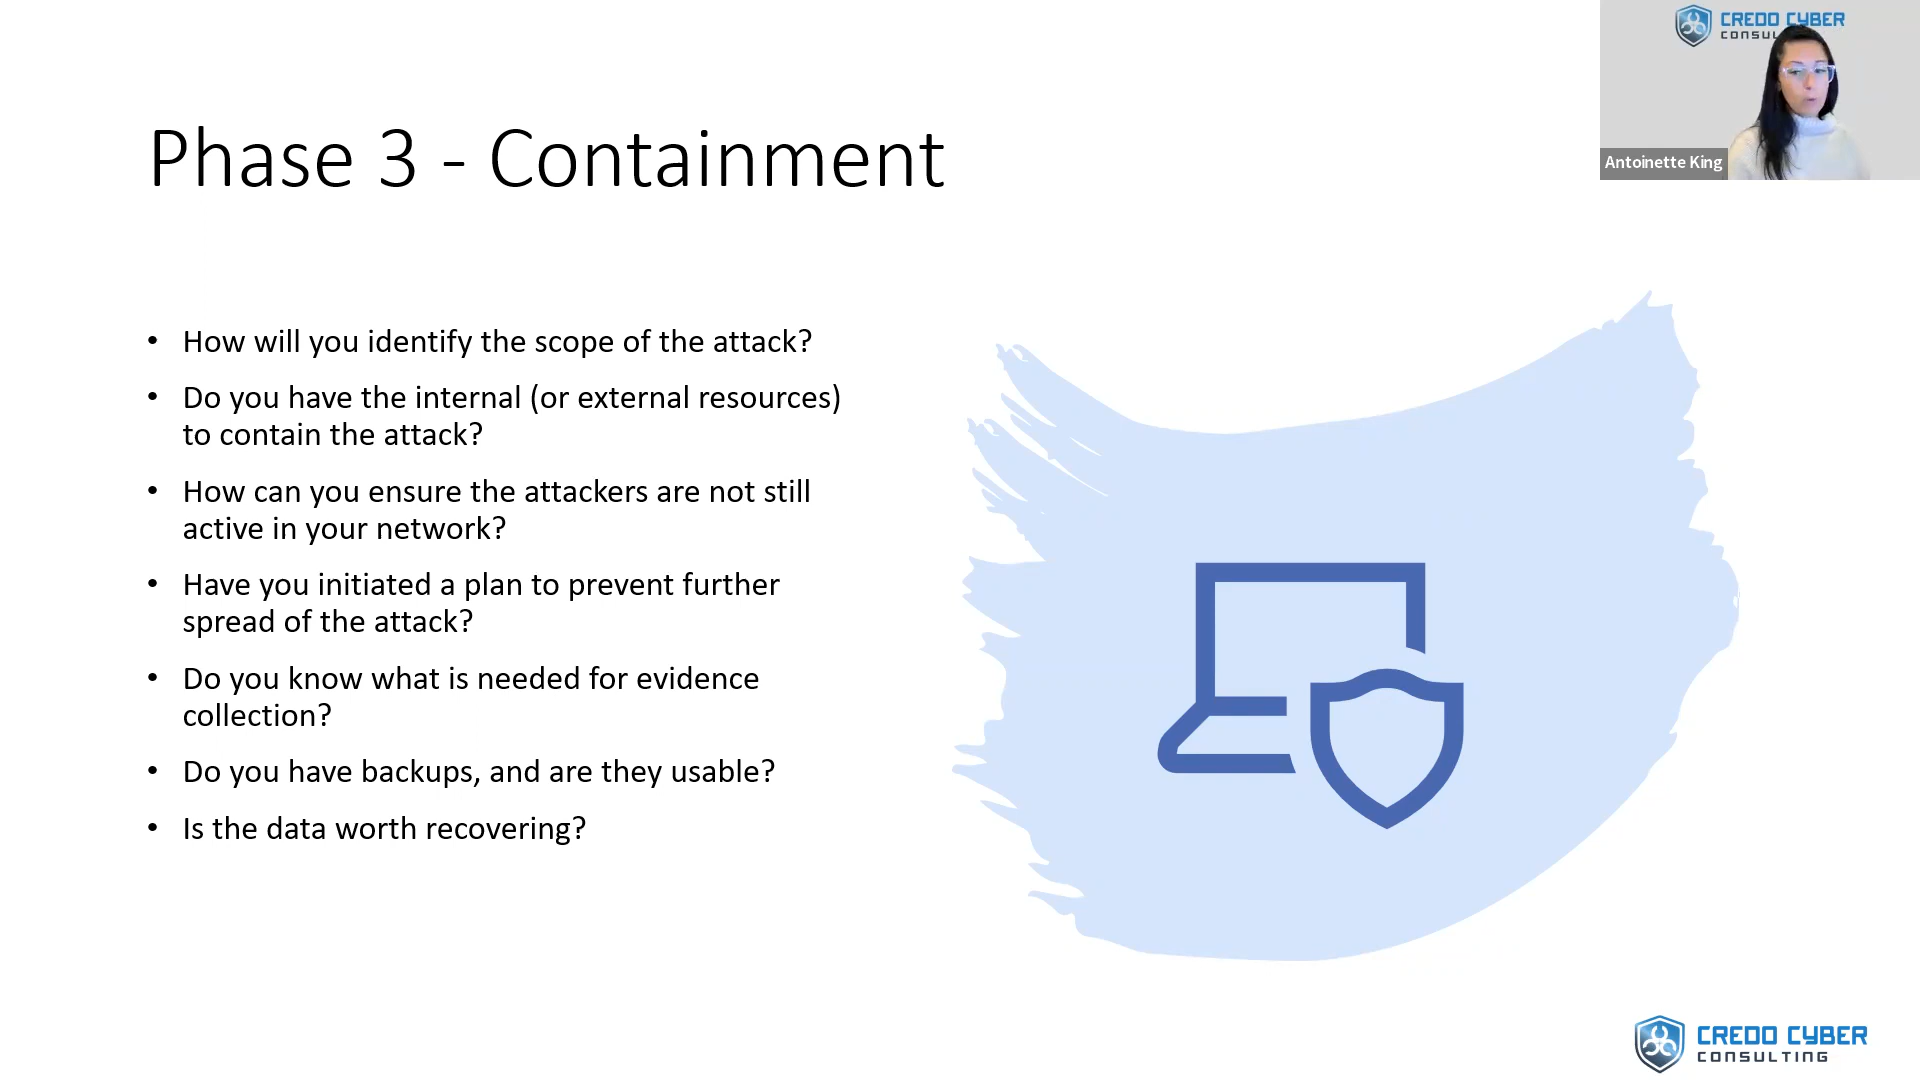 CREDO CYBER
CONSUL
Antoinette King
Phase 3 - Containment
• How will you identify the scope of the attack?
• Do you have the internal (or external resources)
to contain the attack?
• How can you ensure the attackers are not still
active in your network?
• Have you initiated a plan to prevent further
spread of the attack?
• Do you know what is needed for evidence
collection?
• Do you have backups, and are they usable?
• Is the data worth recovering?
CREDO CYBER
CONSULTING